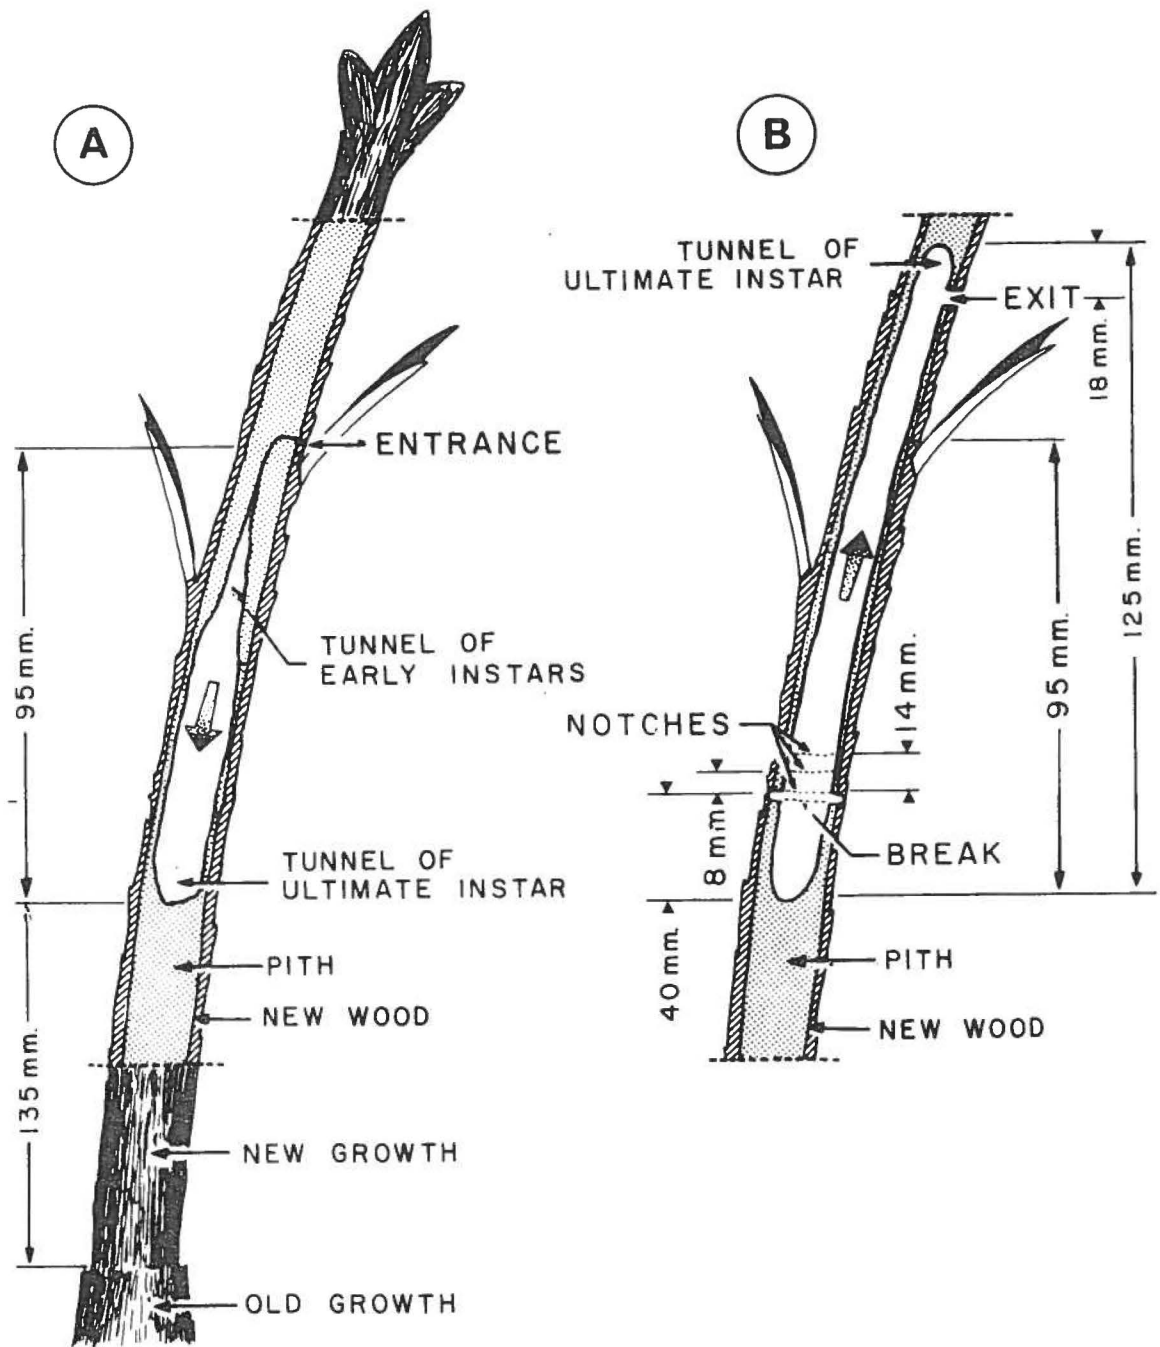 A
ENTRANCE
95 mm.
TUNNEL OF
EARLY INSTARS
TUNNEL OF
ULTIMATE INSTAR
PITH
NEW WOOD
135 mm.
NEW GROWTH
OLD GROWTH
B
TUNNEL OF
ULTIMATE INSTAR
EXIT
18 mm.
125 mm.
95 mm.
14 mm.
NOTCHES
8 mm.
BREAK
40 mm.
PITH
NEW WOOD